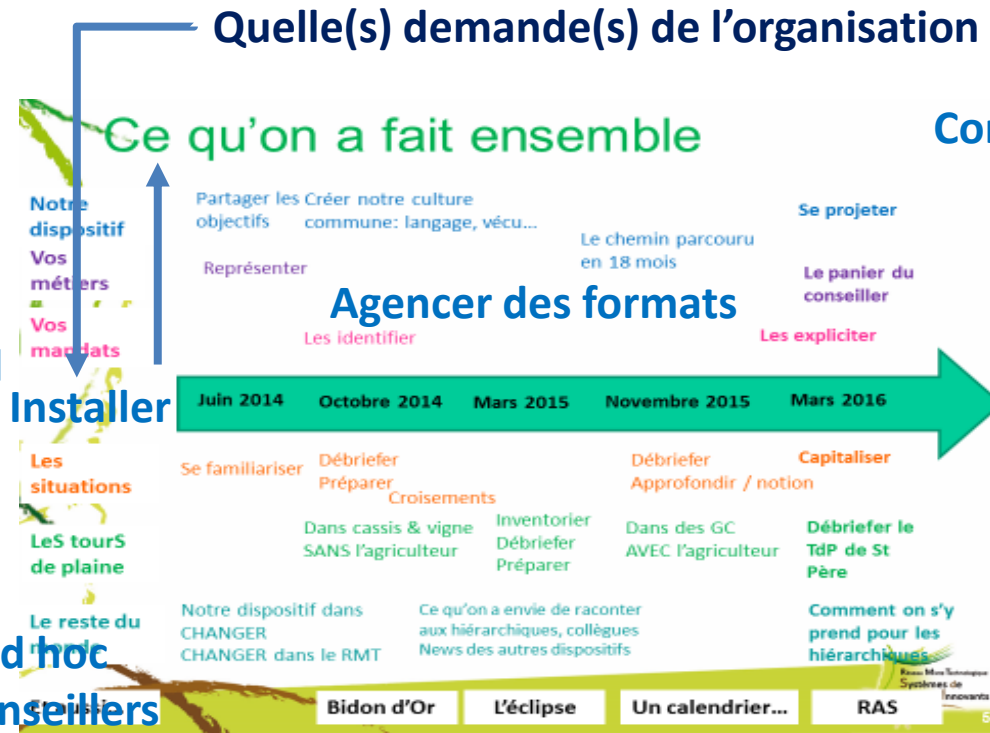 Quelle(s) demande(s) de l'organisation
Ce qu'on a fait ensemble
Notre dispositif
Partager les objectifs
Créer notre culture commune: langage, vécu...
Le chemin parcouru en 18 mois
Se projeter
Vos métiers
Représenter
Le panier du conseiller
Agencer des formats
Vos mandats
Les identifier
Les expliciter
Installer
Juin 2014
Octobre 2014
Mars 2015
Novembre 2015
Mars 2016
Les situations
Se familiariser
Débriefer
Préparer
Croisements
Débriefer
Approfondir / notion
Capitaliser
LeS tourS de plaine
Dans cassis & vigne
SANS l'agriculteur
Inventorier
Débriefer
Préparer
Dans des GC
AVEC l'agriculteur
Débriefer le TdP de St Père
Le reste du monde
Notre dispositif dans CHANGER
CHANGER dans le RMT
Ce qu'on a envie de raconter aux hiérarchiques, collègues
News des autres dispositifs
Comment on s'y prend pour les hiérarchiques
hoc
Bidon d'Or
L'éclipse
Un calendrier...
RAS
Systèmes de